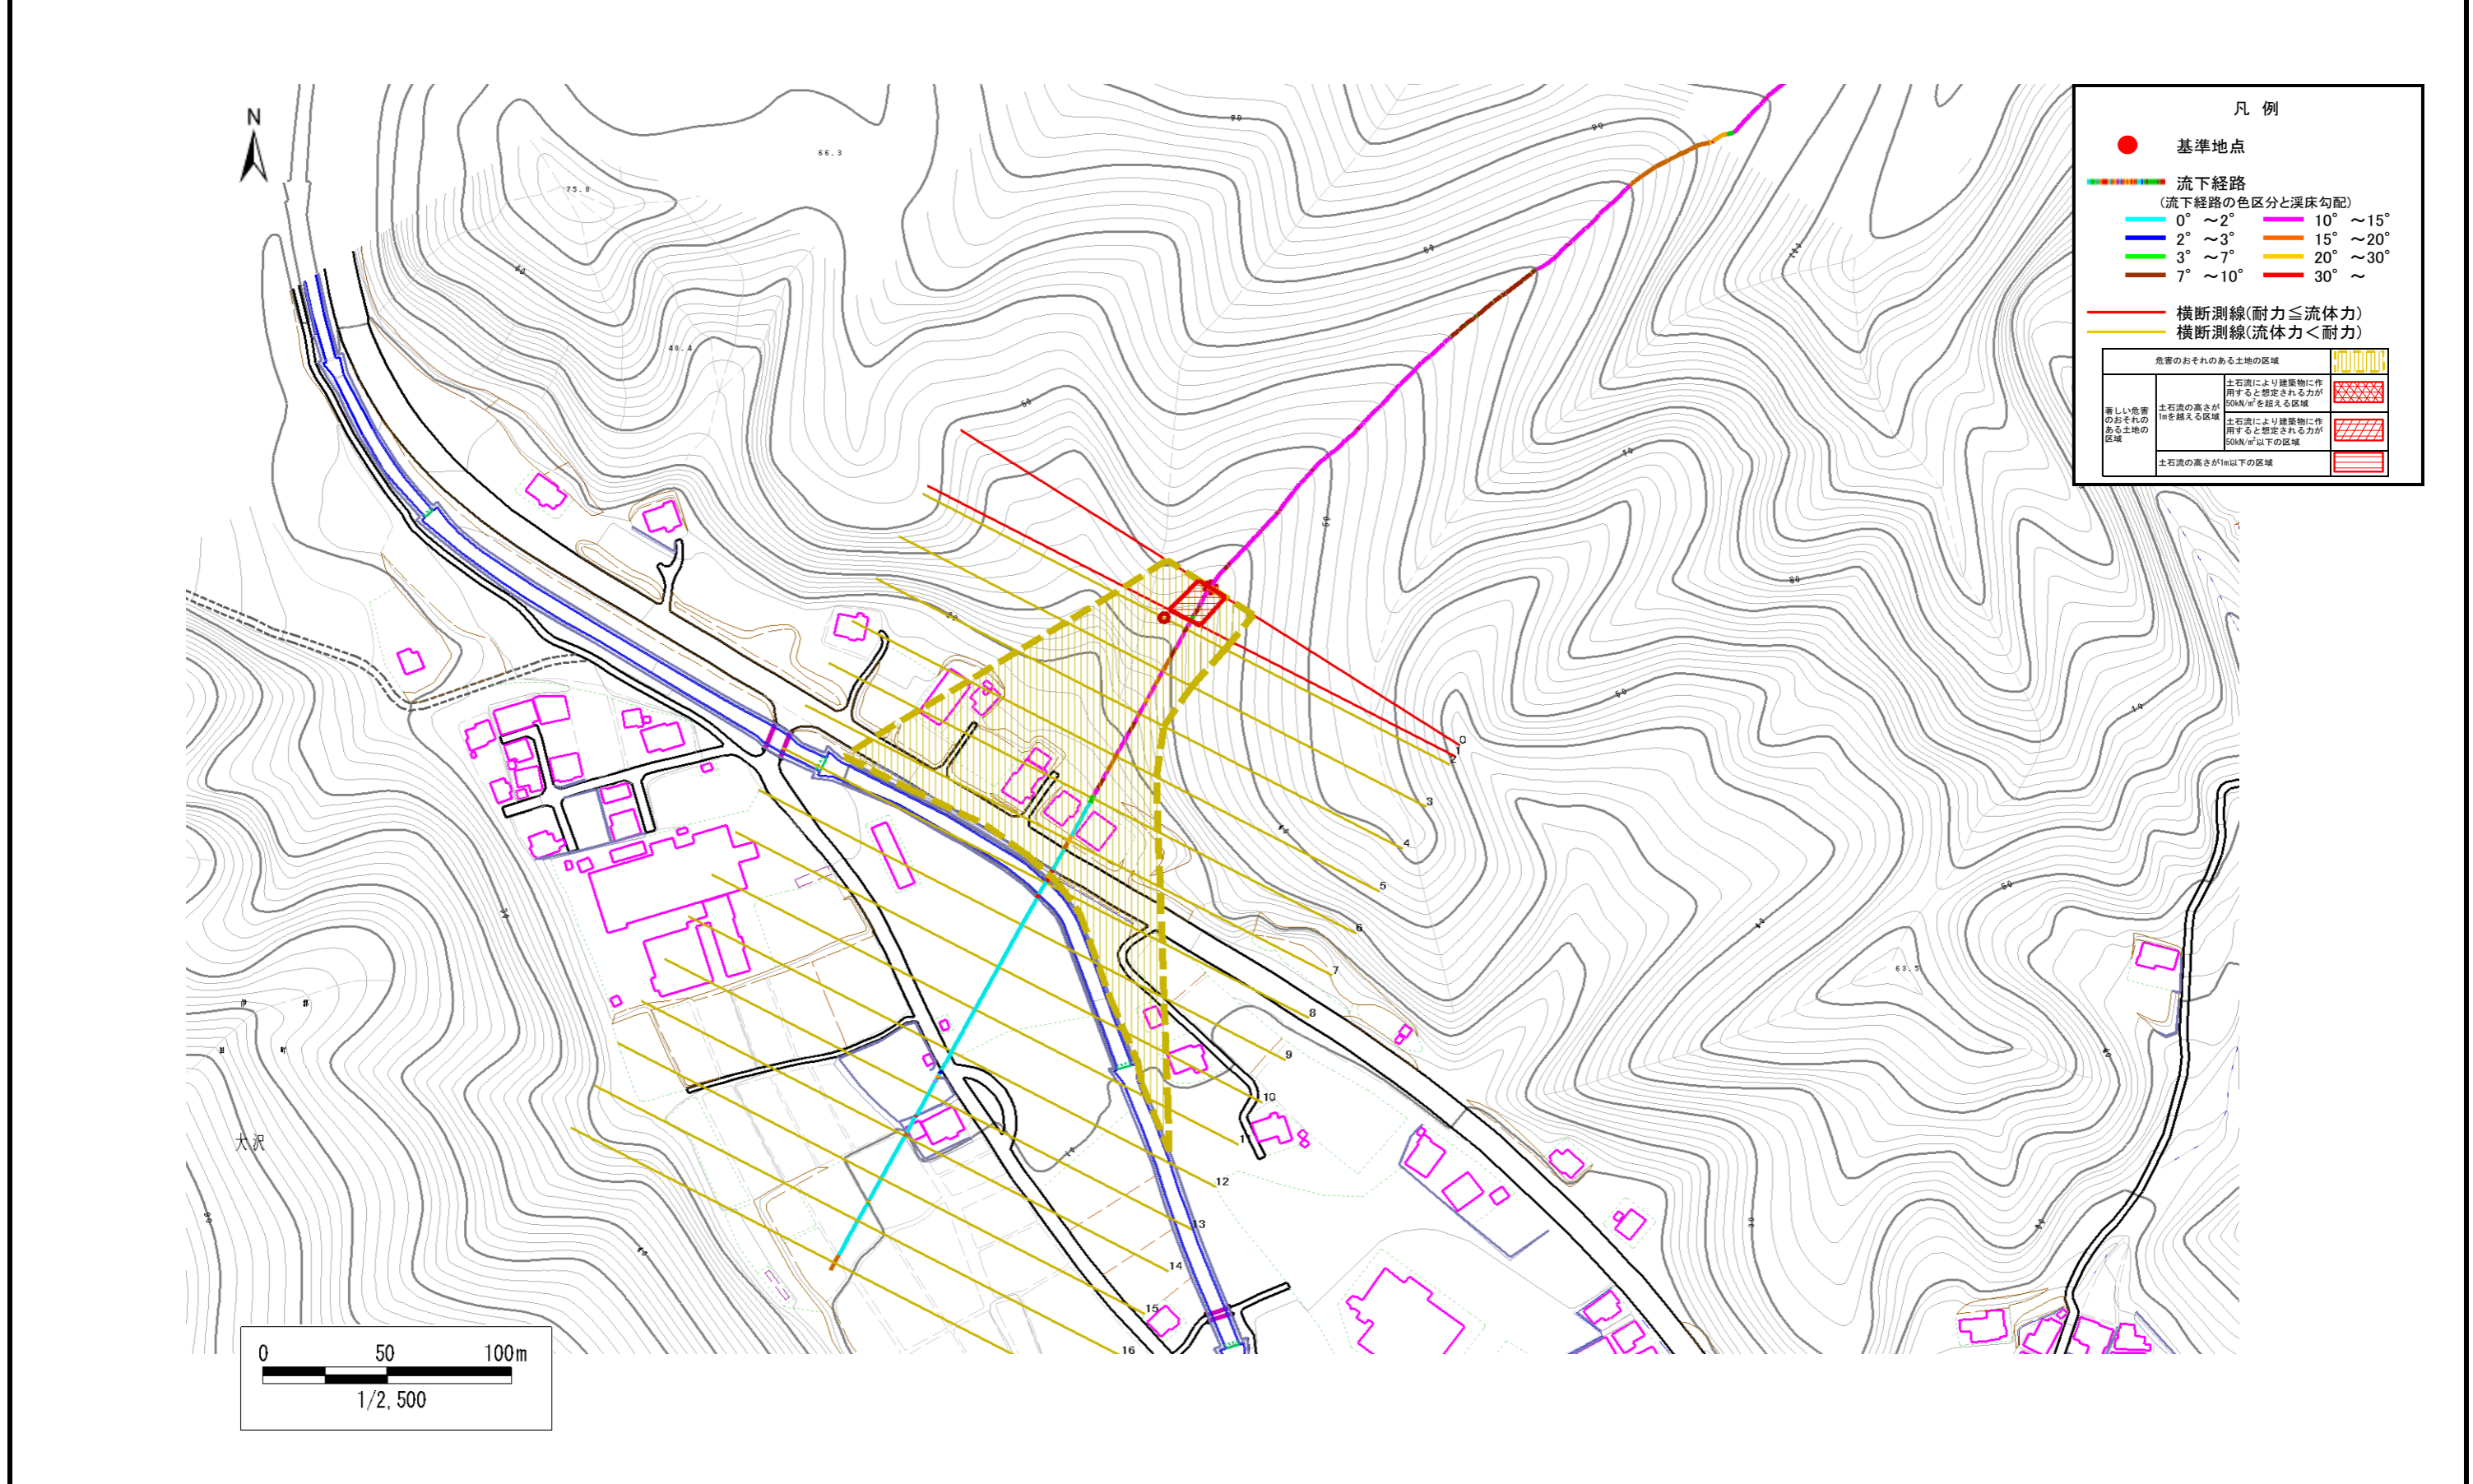 N
凡 例
基準地点
流下経路
(流下経路の色区分と渓床勾配)
0° ～2° 10° ～15°
2° ～3° 15° ～20°
3° ～7° 20° ～30°
7° ～10° 30° ～
横断測線(耐力≦流体力)
横断測線(流体力＜耐力)
危害のおそれのある土地の区域
著しい危害
のおそれの
ある土地の
区域
土石流の高さが
1mを越える区域
土石流により建築物に作
用すると想定される力が
50kN/m²を超える区域
土石流により建築物に作
用すると想定される力が
50kN/m²以下の区域
土石流の高さが1m以下の区域
66.3
75.8
48.4
63.5
90
90
80
60
80
50
50
0
1
2
3
4
5
6
7
8
9
10
11
12
13
14
15
16
大沢
0 50 100m
1/2,500